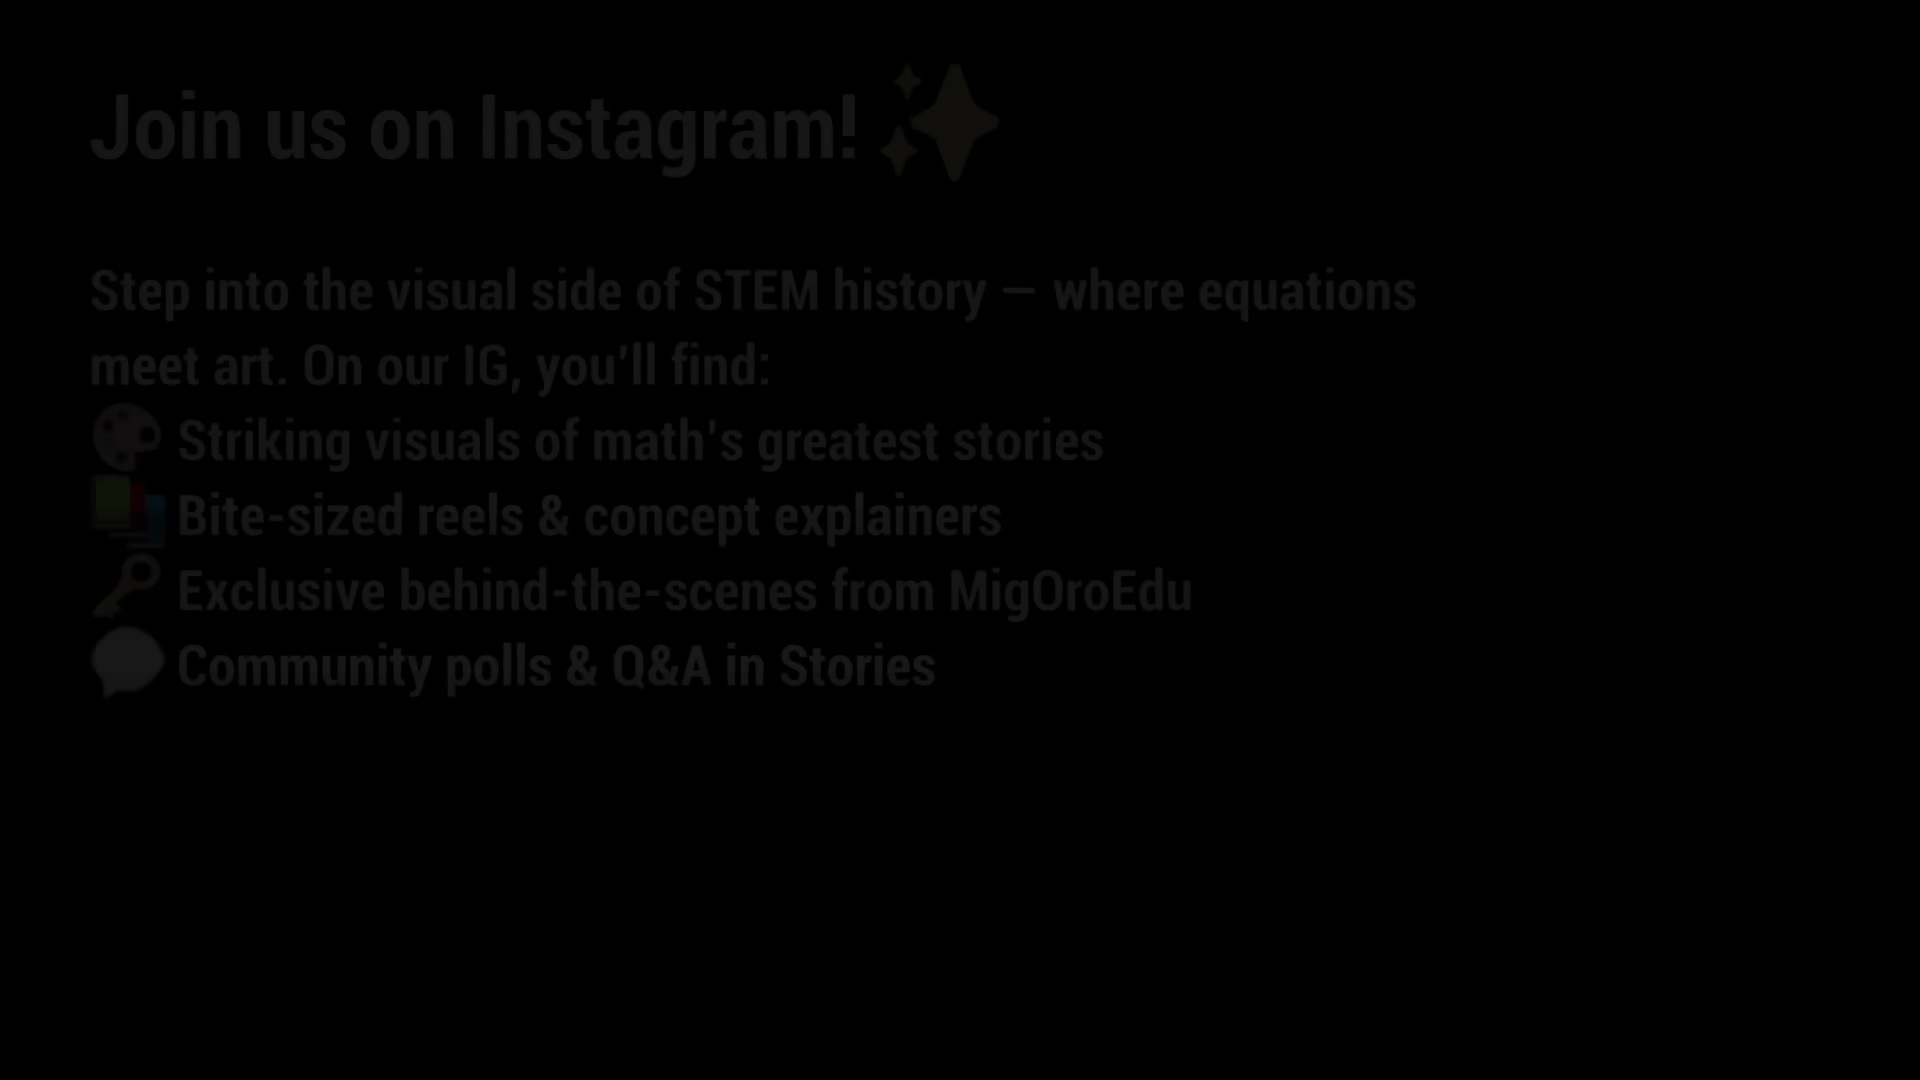 Join us on Instagram! ✨
Step into the visual side of STEM history — where equations
meet art. On our IG, you'll find:
🎨 Striking visuals of math's greatest stories
📚 Bite-sized reels & concept explainers
🔑 Exclusive behind-the-scenes from MigOroEdu
💬 Community polls & Q&A in Stories